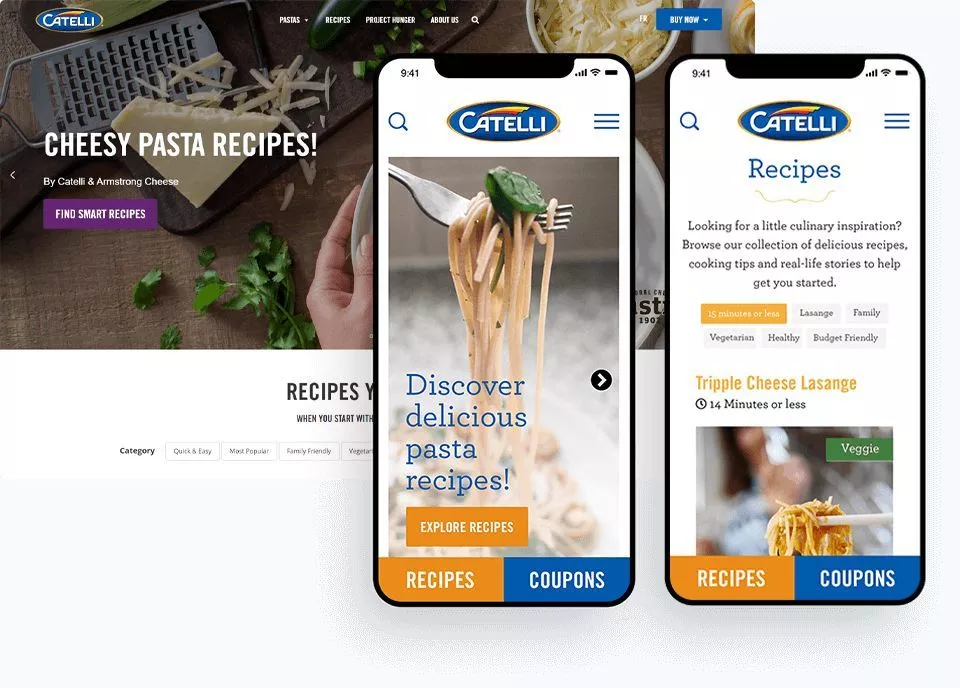 CATELLI
PASTAS
RECIPES
PROJECT HUNGER
ABOUT US
FR
BUY NOW
CHEESY PASTA RECIPES!
By Catelli & Armstrong Cheese
FIND SMART RECIPES
RECIPES Y
WHEN YOU START WITH
Category
Quick & Easy
Most Popular
Family Friendly
Vegetari
9:41
CATELLI
Discover
delicious
pasta
recipes!
EXPLORE RECIPES
RECIPES
COUPONS
1902
9:41
CATELLI
Recipes
Looking for a little culinary inspiration?
Browse our collection of delicious recipes,
cooking tips and real-life stories to help
get you started.
15 minutes or less
Lasange
Family
Vegetarian
Healthy
Budget Friendly
Tripple Cheese Lasange
14 Minutes or less
Veggie
RECIPES
COUPONS